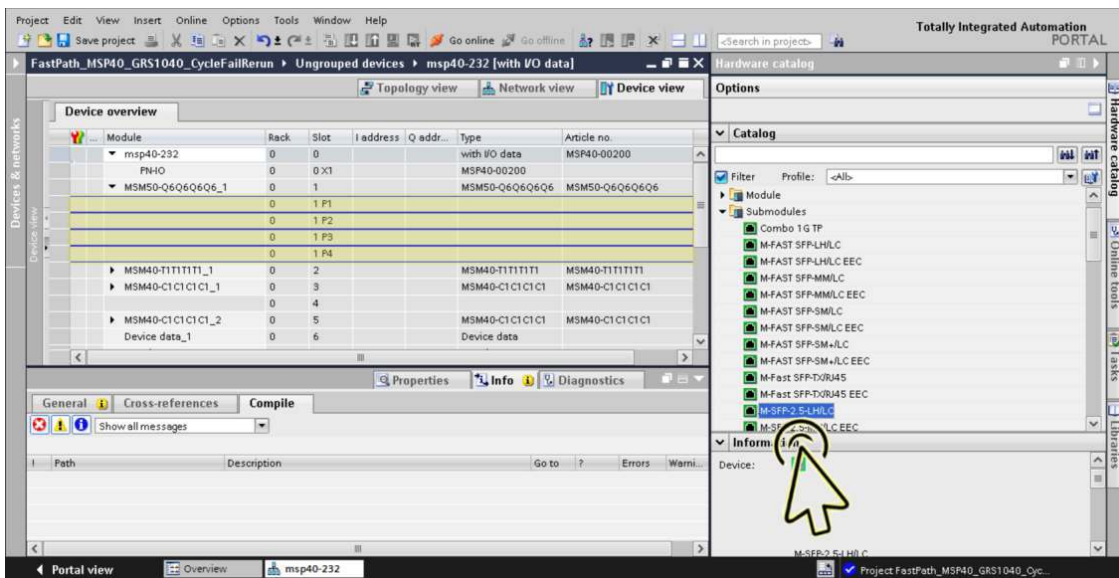 Project Edit View Insert Online Options Tools Window Help
Totally Integrated Automation
PORTAL
Save project Go online Go offline <Search in project>
FastPath_MSP40_GRS1040_CycleFailRerun Ungrouped devices msp40-232 [with I/O data]
Hardware catalog
Topology view Network view Device view
Options
Device overview
... Module Rack Slot I address Q addr... Type Article no.
msp40-232 0 0 with I/O data MSP40-00200
PN-IO 0 0 X1 MSP40-00200
MSM50-Q6Q6Q6Q6_1 0 1 MSM50-Q6Q6Q6Q6 MSM50-Q6Q6Q6Q6
0 1 P1
0 1 P2
0 1 P3
0 1 P4
MSM40-T1T1T1T1_1 0 2 MSM40-T1T1T1T1 MSM40-T1T1T1T1
MSM40-C1C1C1C1_1 0 3 MSM40-C1C1C1C1 MSM40-C1C1C1C1
0 4
MSM40-C1C1C1C1_2 0 5 MSM40-C1C1C1C1 MSM40-C1C1C1C1
Device data_1 0 6 Device data
Catalog
Filter Profile: <All>
Module
Submodules
Combo 1G TP
M-FAST SFP-LH/LC
M-FAST SFP-LH/LC EEC
M-FAST SFP-MM/LC
M-FAST SFP-MM/LC EEC
M-FAST SFP-SM/LC
M-FAST SFP-SM/LC EEC
M-FAST SFP-SM+/LC
M-FAST SFP-SM+/LC EEC
M-Fast SFP-TX/RJ45
M-Fast SFP-TX/RJ45 EEC
M-SFP-2.5-LH/LC
Properties Info Diagnostics
General Cross-references Compile
Show all messages
! Path Description Go to ? Errors Warni...
Device:
M-SFP-2.5-LH/LC
Devices & networks
Device view
Hardware catalog
Online tools
Tasks
Libraries
Portal view Overview msp40-232 Project FastPath_MSP40_GRS1040_Cyc...